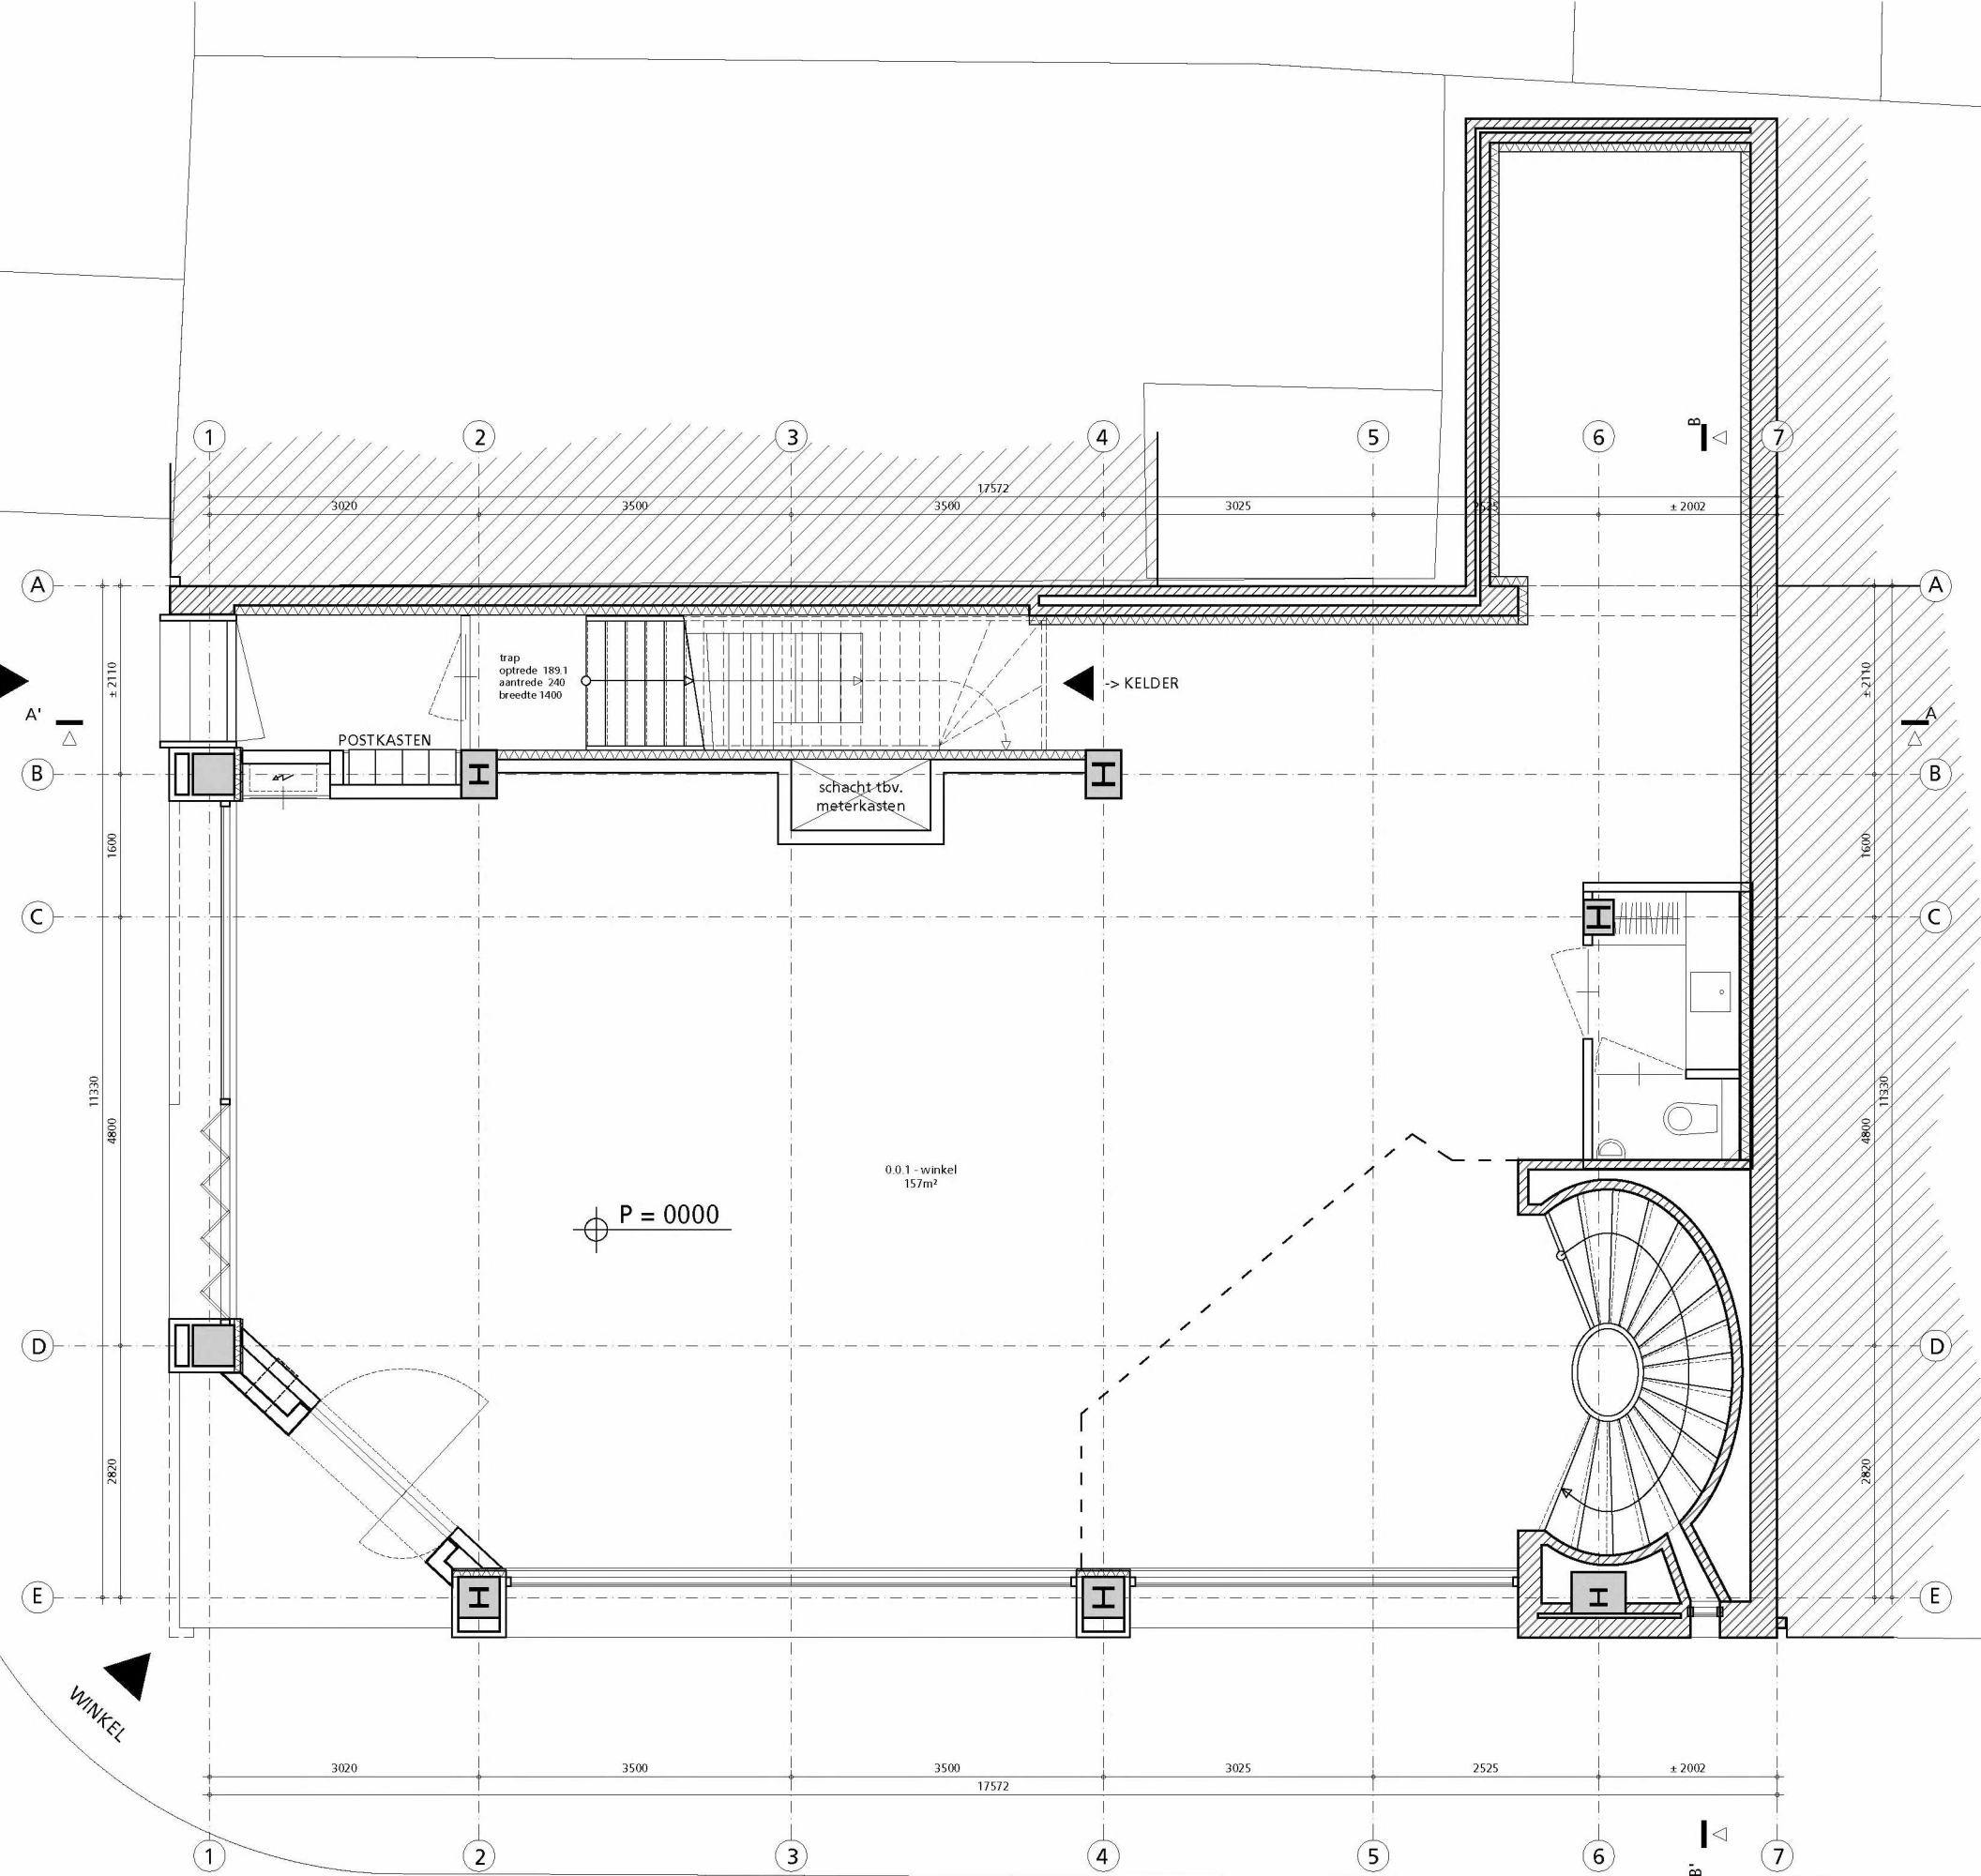 B
1
2
3
4
5
6
7
17572
3020
3500
3500
3025
2525
± 2002
A
A
± 2110
± 2110
trap
optrede 189.1
aantrede 240
breedte 1400
-> KELDER
A'
A
POSTKASTEN
B
B
schacht tbv.
meterkasten
1600
1600
C
C
11330
11330
4800
4800
0.0.1 - winkel
157m²
P = 0000
D
D
2820
2820
E
E
WINKEL
3020
3500
3500
3025
2525
± 2002
17572
1
2
3
4
5
6
7
B'